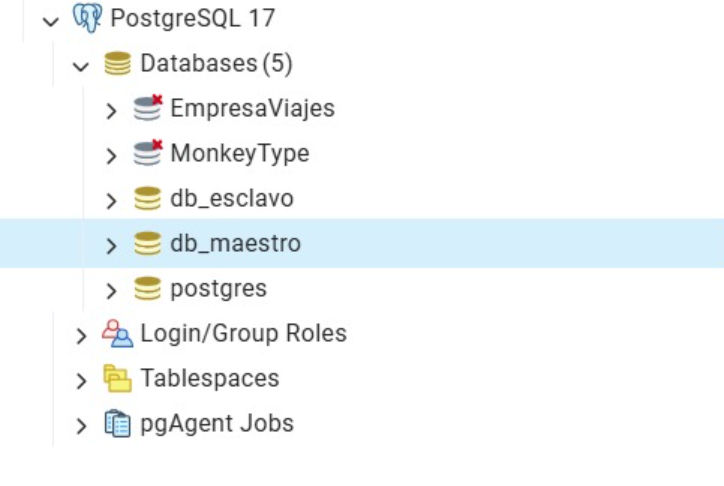 PostgreSQL 17
Databases (5)
EmpresaViajes
MonkeyType
db_esclavo
db_maestro
postgres
Login/Group Roles
Tablespaces
pgAgent Jobs